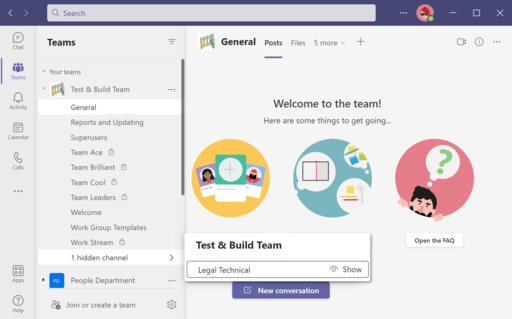 Search
Chat
Teams
Activity
Calendar
Calls
Apps
Help
Teams
Your teams
Test & Build Team
General
Reports and Updating
Superusers
Team Ace
Team Brilliant
Team Cool
Team Leaders
Welcome
Work Group Templates
Work Stream
1 hidden channel
PD
People Department
Join or create a team
General
Posts
Files
5 more
Welcome to the team!
Here are some things to get going...
Open the FAQ
Test & Build Team
Legal Technical
Show
New conversation